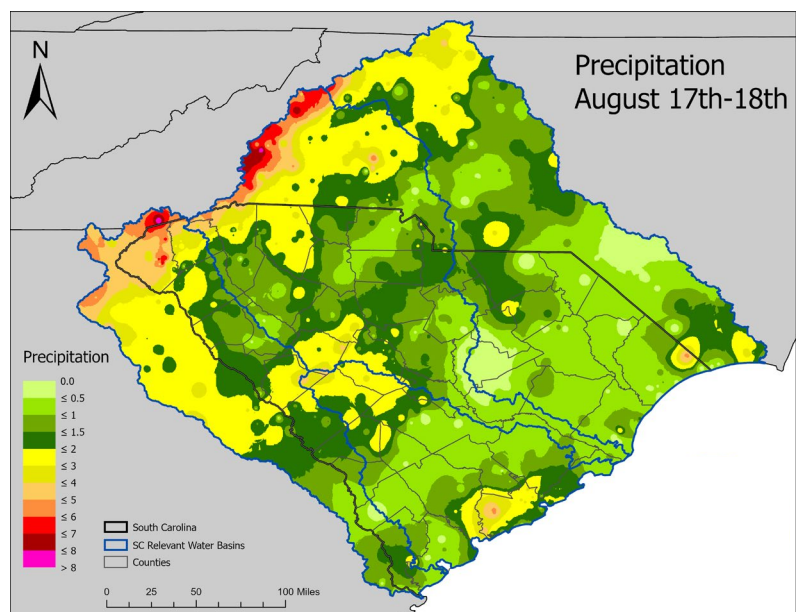 N
Precipitation
August 17th-18th
Precipitation
0.0
≤ 0.5
≤ 1
≤ 1.5
≤ 2
≤ 3
≤ 4
≤ 5
≤ 6
≤ 7
≤ 8
> 8
South Carolina
SC Relevant Water Basins
Counties
0 25 50 100 Miles